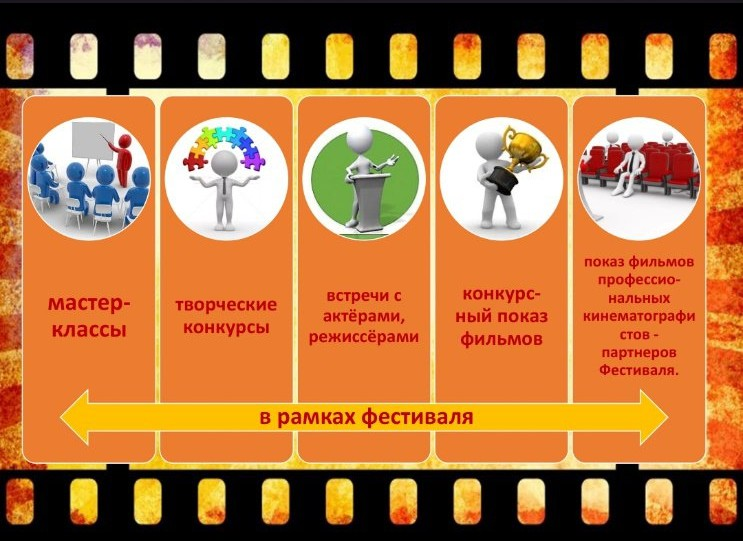 мастер-
классы
творческие
конкурсы
встречи с
актёрами,
режиссёрами
конкурс-
ный показ
фильмов
показ фильмов
профессио-
нальных
кинематографи
стов -
партнеров
Фестиваля.
в рамках фестиваля